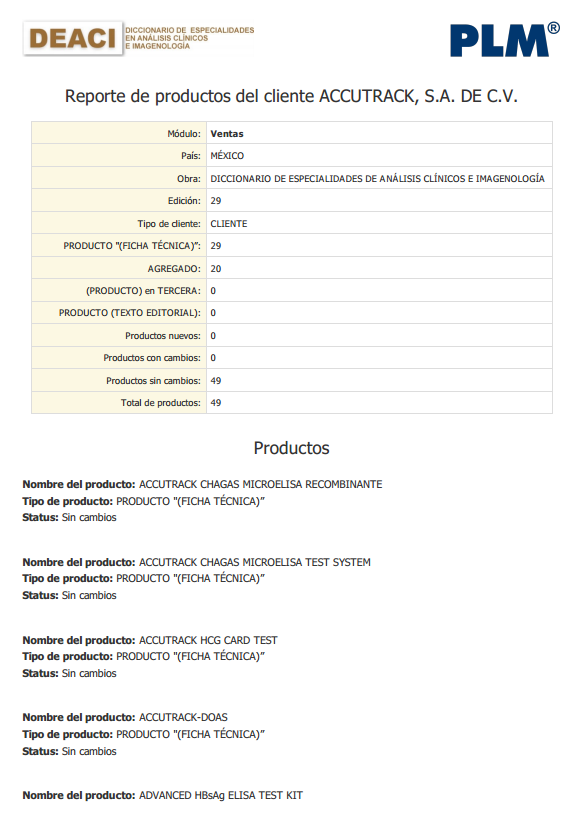 DEACI
DICCIONARIO DE ESPECIALIDADES
EN ANÁLISIS CLÍNICOS
E IMAGENOLOGÍA
PLM®
Reporte de productos del cliente ACCUTRACK, S.A. DE C.V.
Módulo: Ventas
País: MÉXICO
Obra: DICCIONARIO DE ESPECIALIDADES DE ANÁLISIS CLÍNICOS E IMAGENOLOGÍA
Edición: 29
Tipo de cliente: CLIENTE
PRODUCTO "(FICHA TÉCNICA)": 29
AGREGADO: 20
(PRODUCTO) en TERCERA: 0
PRODUCTO (TEXTO EDITORIAL): 0
Productos nuevos: 0
Productos con cambios: 0
Productos sin cambios: 49
Total de productos: 49
Productos
Nombre del producto: ACCUTRACK CHAGAS MICROELISA RECOMBINANTE
Tipo de producto: PRODUCTO "(FICHA TÉCNICA)”
Status: Sin cambios
Nombre del producto: ACCUTRACK CHAGAS MICROELISA TEST SYSTEM
Tipo de producto: PRODUCTO "(FICHA TÉCNICA)”
Status: Sin cambios
Nombre del producto: ACCUTRACK HCG CARD TEST
Tipo de producto: PRODUCTO "(FICHA TÉCNICA)”
Status: Sin cambios
Nombre del producto: ACCUTRACK-DOAS
Tipo de producto: PRODUCTO "(FICHA TÉCNICA)”
Status: Sin cambios
Nombre del producto: ADVANCED HBsAg ELISA TEST KIT